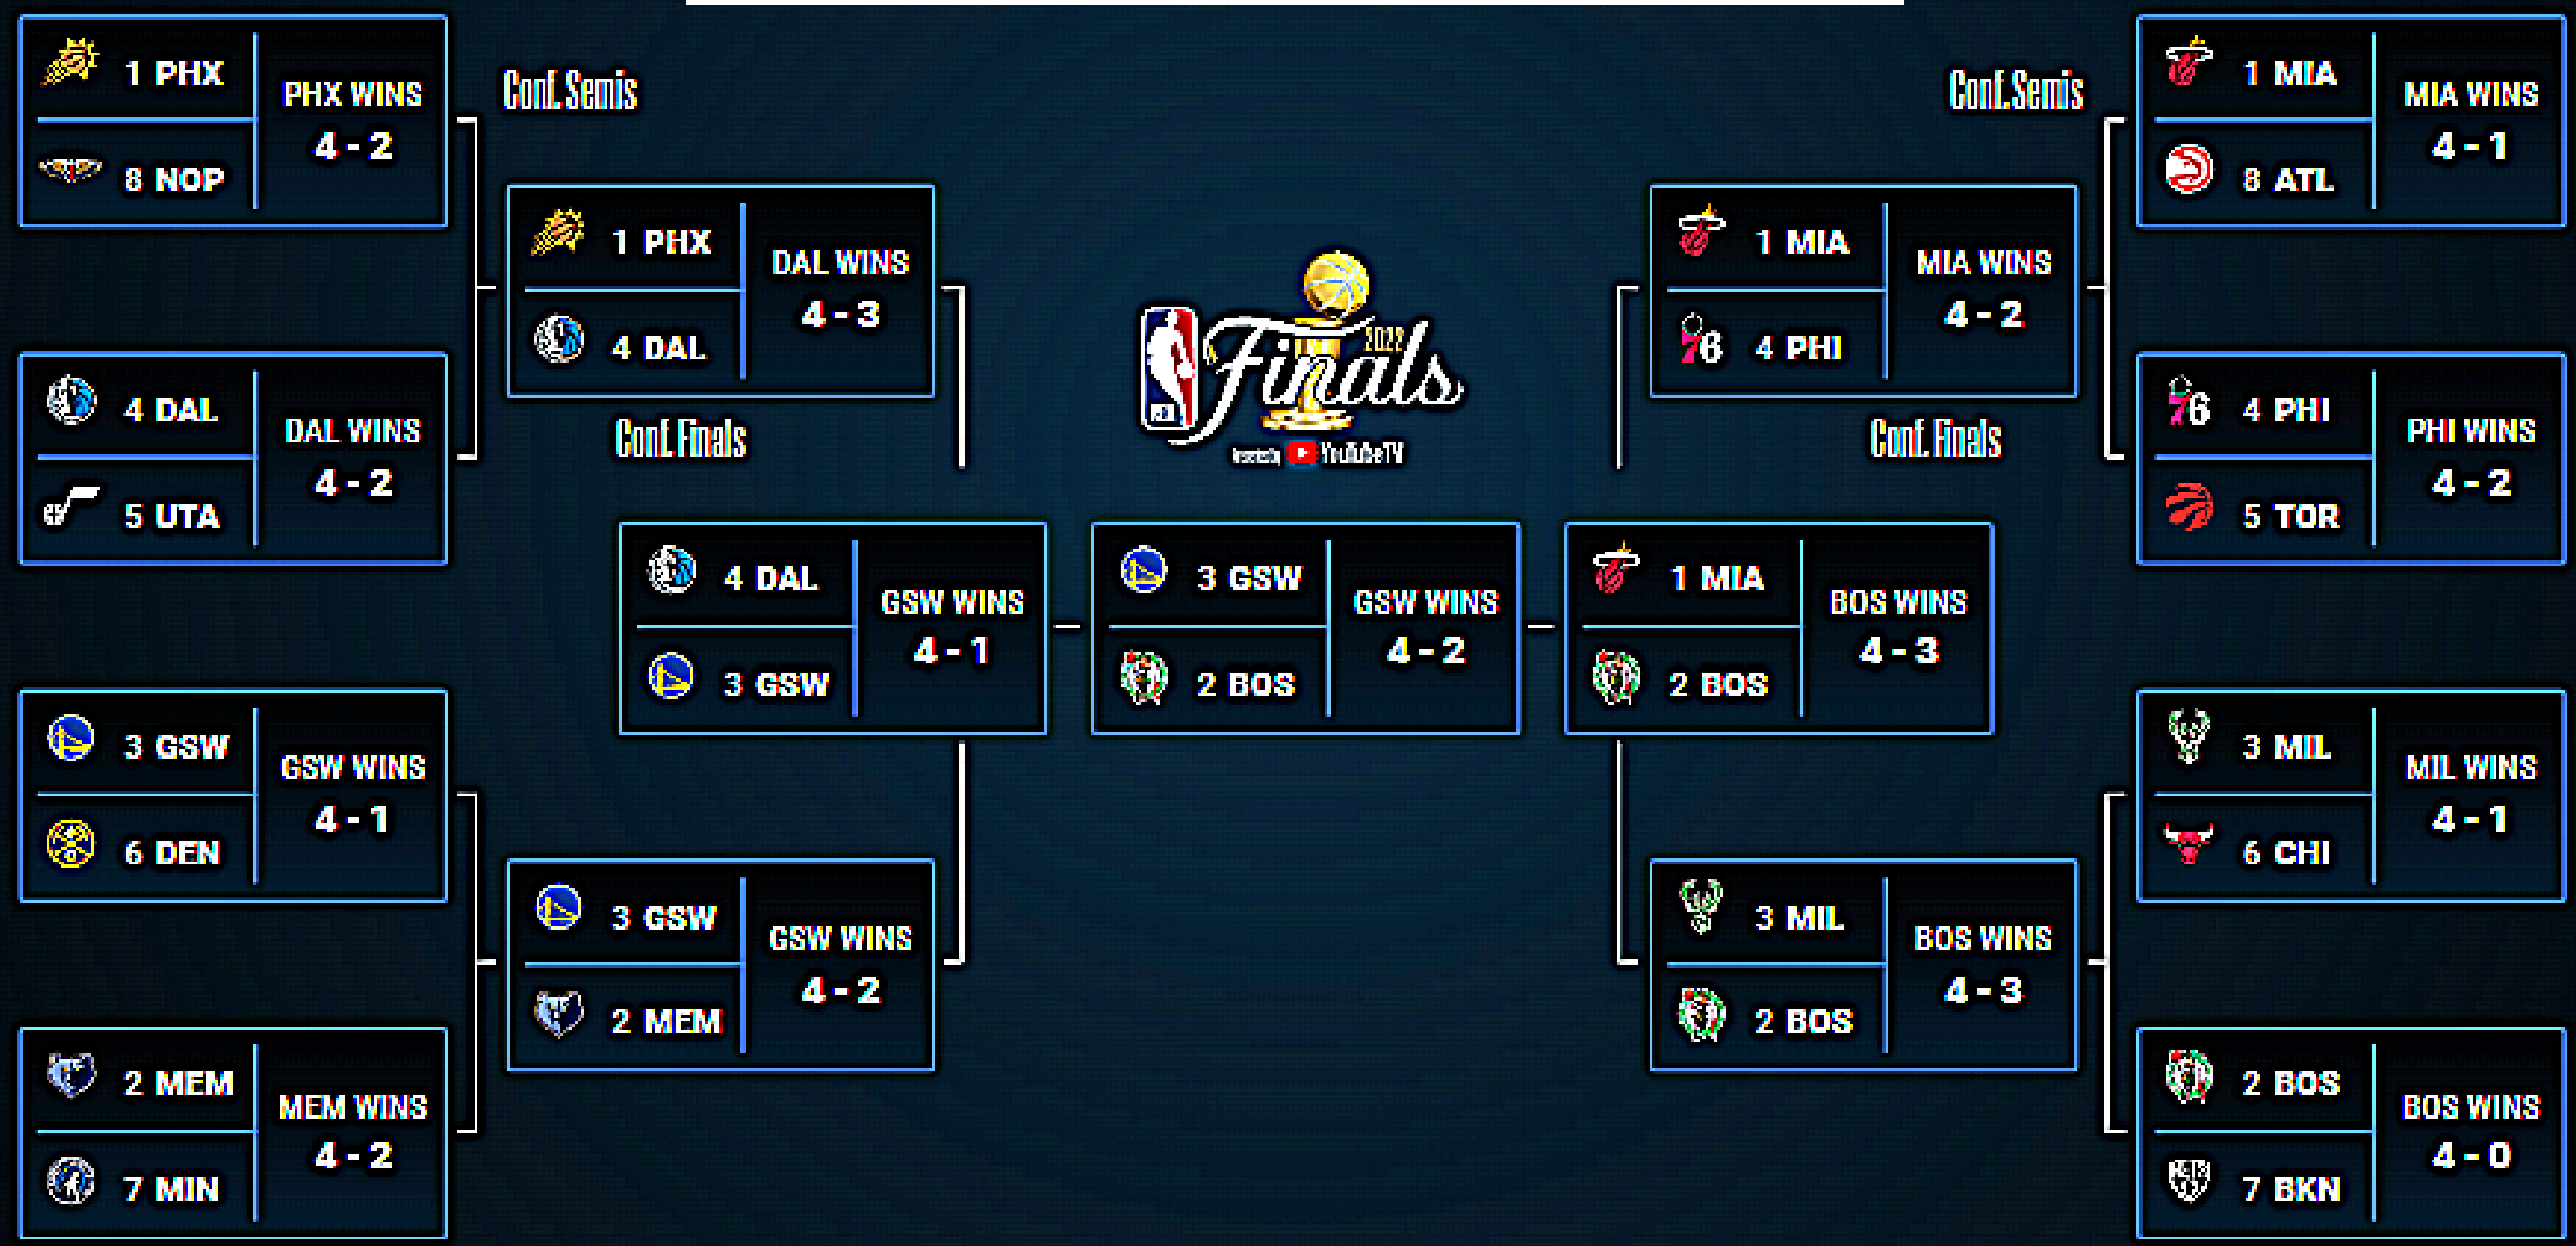 1 PHX
8 NOP
PHX WINS
4 - 2
4 DAL
5 UTA
DAL WINS
4 - 2
3 GSW
6 DEN
GSW WINS
4 - 1
2 MEM
7 MIN
MEM WINS
4 - 2
Conf. Semis
1 PHX
4 DAL
DAL WINS
4 - 3
3 GSW
2 MEM
GSW WINS
4 - 2
Conf. Finals
4 DAL
3 GSW
GSW WINS
4 - 1
2022
Finals
YouTubeTV
3 GSW
2 BOS
GSW WINS
4 - 2
Conf. Finals
1 MIA
2 BOS
BOS WINS
4 - 3
Conf. Semis
1 MIA
4 PHI
MIA WINS
4 - 2
3 MIL
2 BOS
BOS WINS
4 - 3
1 MIA
8 ATL
MIA WINS
4 - 1
4 PHI
5 TOR
PHI WINS
4 - 2
3 MIL
6 CHI
MIL WINS
4 - 1
2 BOS
7 BKN
BOS WINS
4 - 0